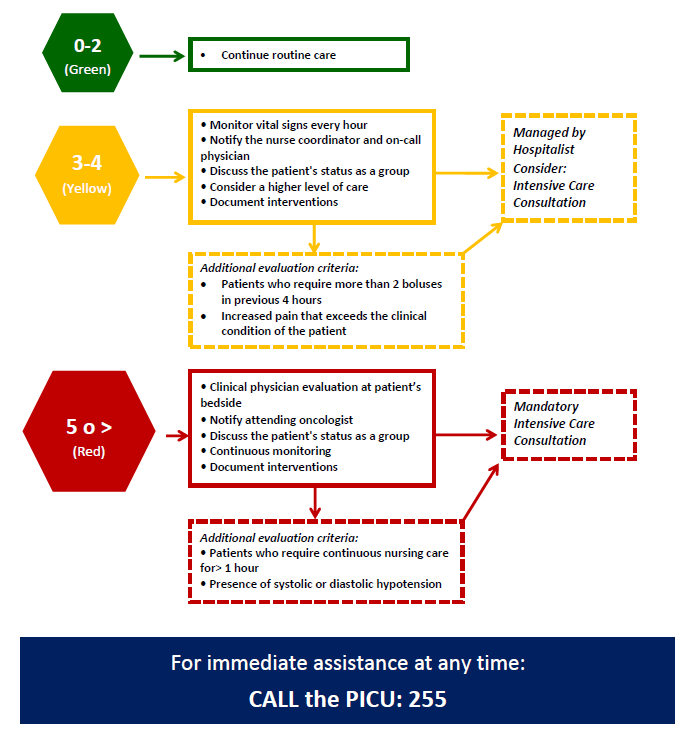 0-2
(Green)
• Continue routine care
3-4
(Yellow)
• Monitor vital signs every hour
• Notify the nurse coordinator and on-call
physician
• Discuss the patient's status as a group
• Consider a higher level of care
• Document interventions
Managed by
Hospitalist
Consider:
Intensive Care
Consultation
Additional evaluation criteria:
• Patients who require more than 2 boluses
in previous 4 hours
• Increased pain that exceeds the clinical
condition of the patient
5 o >
(Red)
• Clinical physician evaluation at patient's
bedside
• Notify attending oncologist
• Discuss the patient's status as a group
• Continuous monitoring
• Document interventions
Mandatory
Intensive Care
Consultation
Additional evaluation criteria:
• Patients who require continuous nursing care
for> 1 hour
• Presence of systolic or diastolic hypotension
For immediate assistance at any time:
CALL the PICU: 255